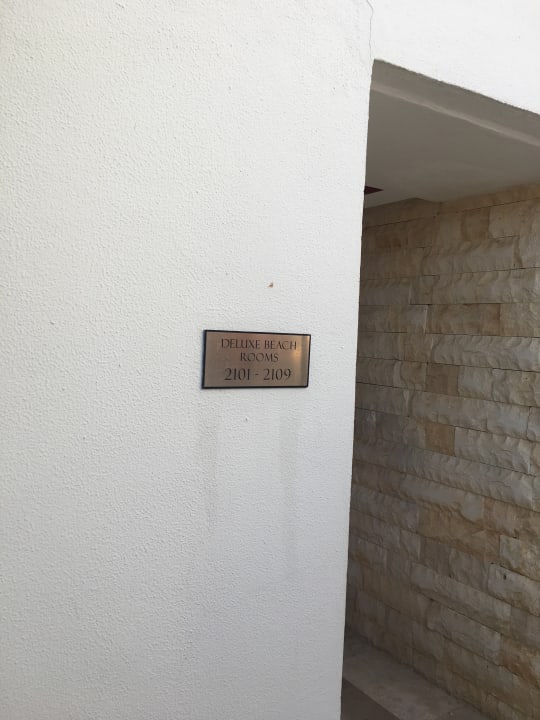 DELUXE BEACH
ROOMS
2101 - 2109